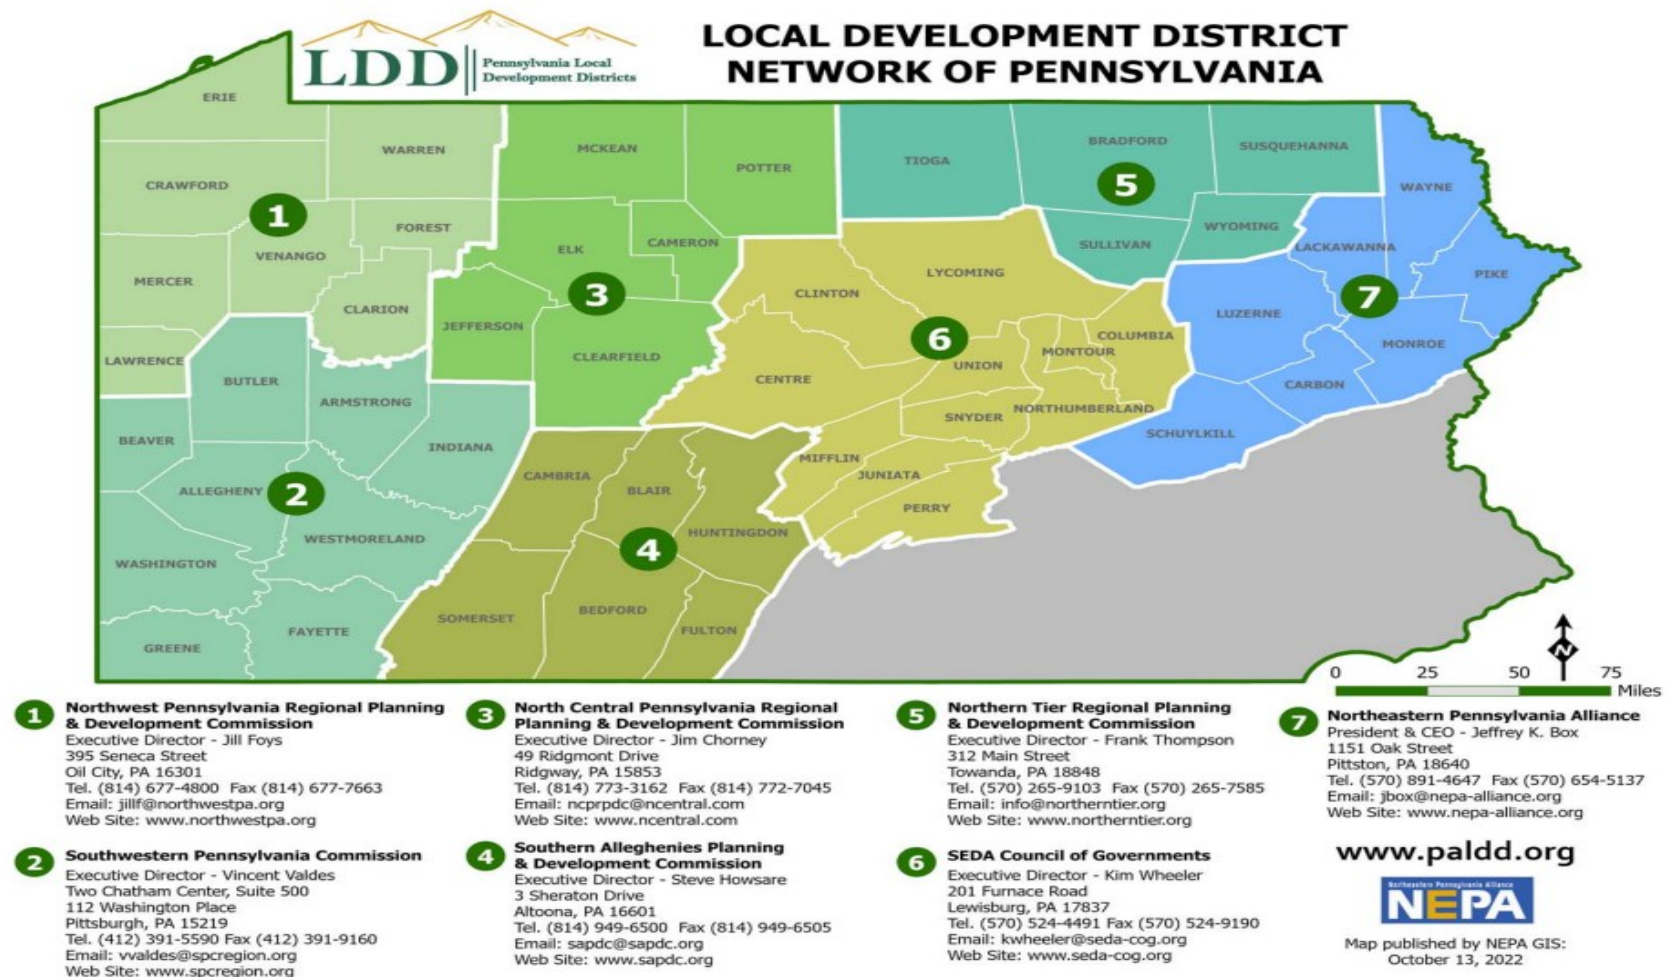 LDD
Pennsylvania Local
Development Districts
LOCAL DEVELOPMENT DISTRICT
NETWORK OF PENNSYLVANIA
ERIE
WARREN
CRAWFORD
1
FOREST
VENANGO
MERCER
CLARION
LAWRENCE
MCKEAN
POTTER
ELK
CAMERON
3
JEFFERSON
CLEARFIELD
TIOGA
BRADFORD
SUSQUEHANNA
5
SULLIVAN
WYOMING
WAYNE
LACKAWANNA
PIKE
7
LUZERNE
MONROE
CARBON
SCHUYLKILL
LYCOMING
CLINTON
6
COLUMBIA
MONTOUR
UNION
CENTRE
SNYDER
NORTHUMBERLAND
MIFFLIN
JUNIATA
PERRY
BUTLER
ARMSTRONG
BEAVER
INDIANA
ALLEGHENY
2
WESTMORELAND
WASHINGTON
FAYETTE
GREENE
CAMBRIA
BLAIR
HUNTINGDON
4
SOMERSET
BEDFORD
FULTON
N
0 25 50 75
Miles
1 Northwest Pennsylvania Regional Planning
& Development Commission
Executive Director - Jill Foys
395 Seneca Street
Oil City, PA 16301
Tel. (814) 677-4800 Fax (814) 677-7663
Email: jillf@northwestpa.org
Web Site: www.northwestpa.org
2 Southwestern Pennsylvania Commission
Executive Director - Vincent Valdes
Two Chatham Center, Suite 500
112 Washington Place
Pittsburgh, PA 15219
Tel. (412) 391-5590 Fax (412) 391-9160
Email: vvaldes@spcregion.org
Web Site: www.spcregion.org
3 North Central Pennsylvania Regional
Planning & Development Commission
Executive Director - Jim Chorney
49 Ridgmont Drive
Ridgway, PA 15853
Tel. (814) 773-3162 Fax (814) 772-7045
Email: ncprpdc@ncentral.com
Web Site: www.ncentral.com
4 Southern Alleghenies Planning
& Development Commission
Executive Director - Steve Howsare
3 Sheraton Drive
Altoona, PA 16601
Tel. (814) 949-6500 Fax (814) 949-6505
Email: sapdc@sapdc.org
Web Site: www.sapdc.org
5 Northern Tier Regional Planning
& Development Commission
Executive Director - Frank Thompson
312 Main Street
Towanda, PA 18848
Tel. (570) 265-9103 Fax (570) 265-7585
Email: info@northerntier.org
Web Site: www.northerntier.org
6 SEDA Council of Governments
Executive Director - Kim Wheeler
201 Furnace Road
Lewisburg, PA 17837
Tel. (570) 524-4491 Fax (570) 524-9190
Email: kwheeler@seda-cog.org
Web Site: www.seda-cog.org
7 Northeastern Pennsylvania Alliance
President & CEO - Jeffrey K. Box
1151 Oak Street
Pittston, PA 18640
Tel. (570) 891-4647 Fax (570) 654-5137
Email: jbox@nepa-alliance.org
Web Site: www.nepa-alliance.org
www.paldd.org
Northeastern Pennsylvania Alliance
NEPA
Map published by NEPA GIS:
October 13, 2022